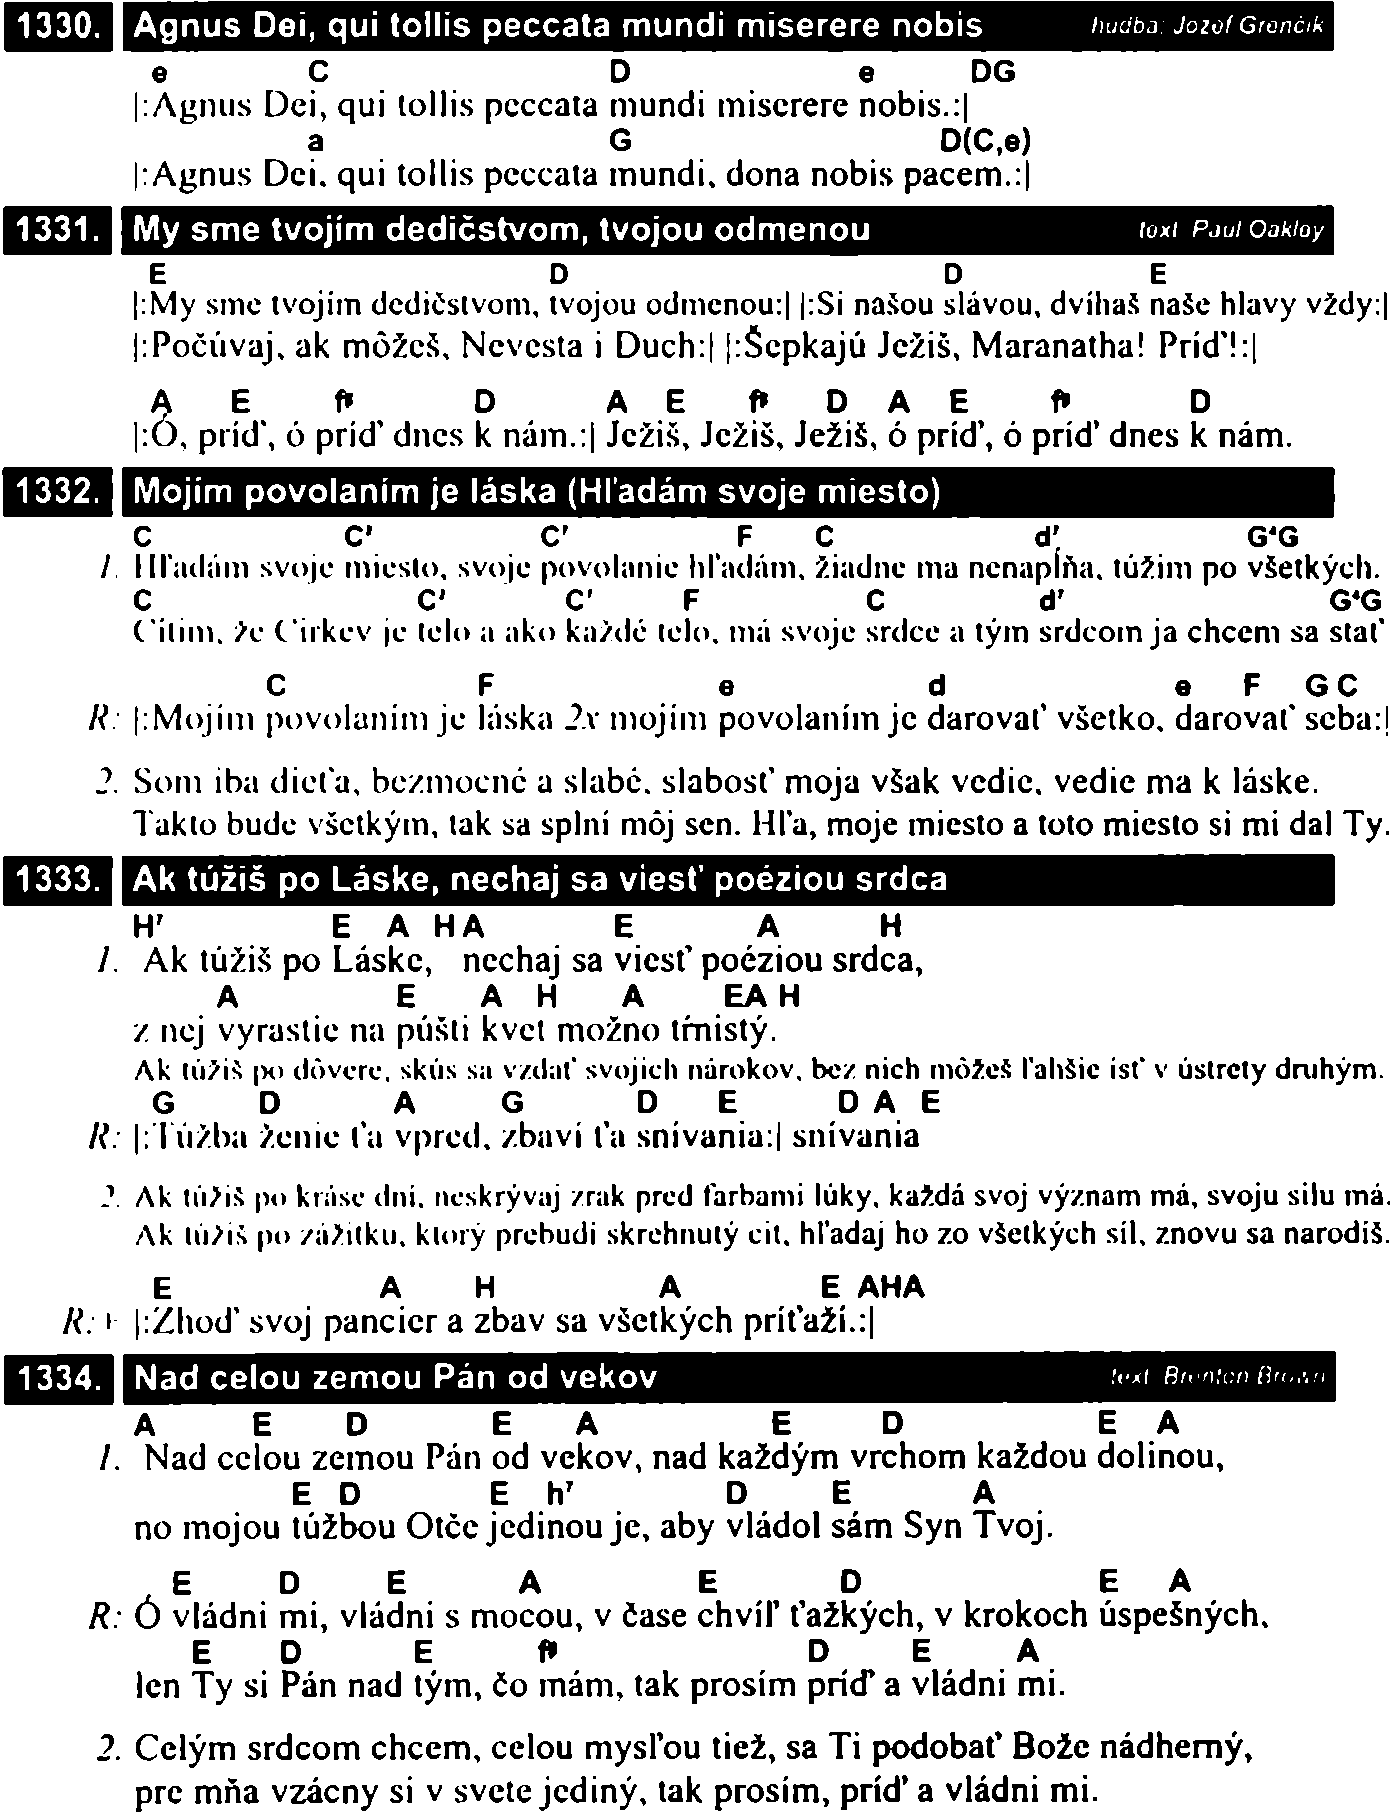 1330. Agnus Dei, qui tollis peccata mundi miserere nobis hudba: Jozef Grenčík
e C D e DG
|:Agnus Dei, qui tollis peccata mundi miserere nobis.:|
a G D(C,e)
|:Agnus Dei, qui tollis peccata mundi, dona nobis pacem.:|
1331. My sme tvojím dedičstvom, tvojou odmenou text Paul Oakley
E D D E
|:My sme tvojím dedičstvom, tvojou odmenou:| |:Si našou slávou, dvíhaš naše hlavy vždy:|
|:Počúvaj, ak môžeš, Nevesta i Duch:| |:Šepkajú Ježiš, Maranatha! Príď!:|
A E f# D A E f# D A E f# D
|:Ó, príď, ó príď dnes k nám.:| Ježiš, Ježiš, Ježiš, ó príď, ó príď dnes k nám.
1332. Mojím povolaním je láska (Hľadám svoje miesto)
C C⁷ C⁷ F C d⁷ G⁴G
1. Hľadám svoje miesto, svoje povolanie hľadám, žiadne ma nenapĺňa, túžim po všetkých.
C C⁷ C⁷ F C d⁷ G⁴G
Cítim, že Cirkev je telo a ako každé telo, má svoje srdce a tým srdcom ja chcem sa stať
C F e d e F G C
R: |:Mojím povolaním je láska 2x mojím povolaním je darovať všetko, darovať seba:|
2. Som iba dieťa, bezmocné a slabé, slabosť moja však vedie, vedie ma k láske.
Takto bude všetkým, tak sa splní môj sen. Hľa, moje miesto a toto miesto si mi dal Ty.
1333. Ak túžiš po Láske, nechaj sa viesť poéziou srdca
H⁷ E A H A E A H
1. Ak túžiš po Láske, nechaj sa viesť poéziou srdca,
A E A H A EA H
z nej vyrastie na púšti kvet možno tŕnistý.
Ak túžiš po dôvere, skús sa vzdať svojich nárokov, bez nich môžeš ľahšie ísť v ústrety druhým.
G D A G D E D A E
R: |:Túžba ženie ťa vpred, zbaví ťa snívania:| snívania
2. Ak túžiš po kráse dní, neskrývaj zrak pred farbami lúky, každá svoj význam má, svoju silu má.
Ak túžiš po zážitku, ktorý prebudí skrehnutý cit, hľadaj ho zo všetkých síl, znovu sa narodíš.
E A H A E AHA
R: + |:Zhoď svoj pancier a zbav sa všetkých príťaží.:|
1334. Nad celou zemou Pán od vekov text Brenton Brown
A E D E A E D E A
1. Nad celou zemou Pán od vekov, nad každým vrchom každou dolinou,
E D E h⁷ D E A
no mojou túžbou Otče jedinou je, aby vládol sám Syn Tvoj.
E D E A E D E A
R: Ó vládni mi, vládni s mocou, v čase chvíľ ťažkých, v krokoch úspešných,
E D E f# D E A
len Ty si Pán nad tým, čo mám, tak prosím príď a vládni mi.
2. Celým srdcom chcem, celou mysľou tiež, sa Ti podobať Bože nádherný,
pre mňa vzácny si v svete jediný, tak prosím, príď a vládni mi.